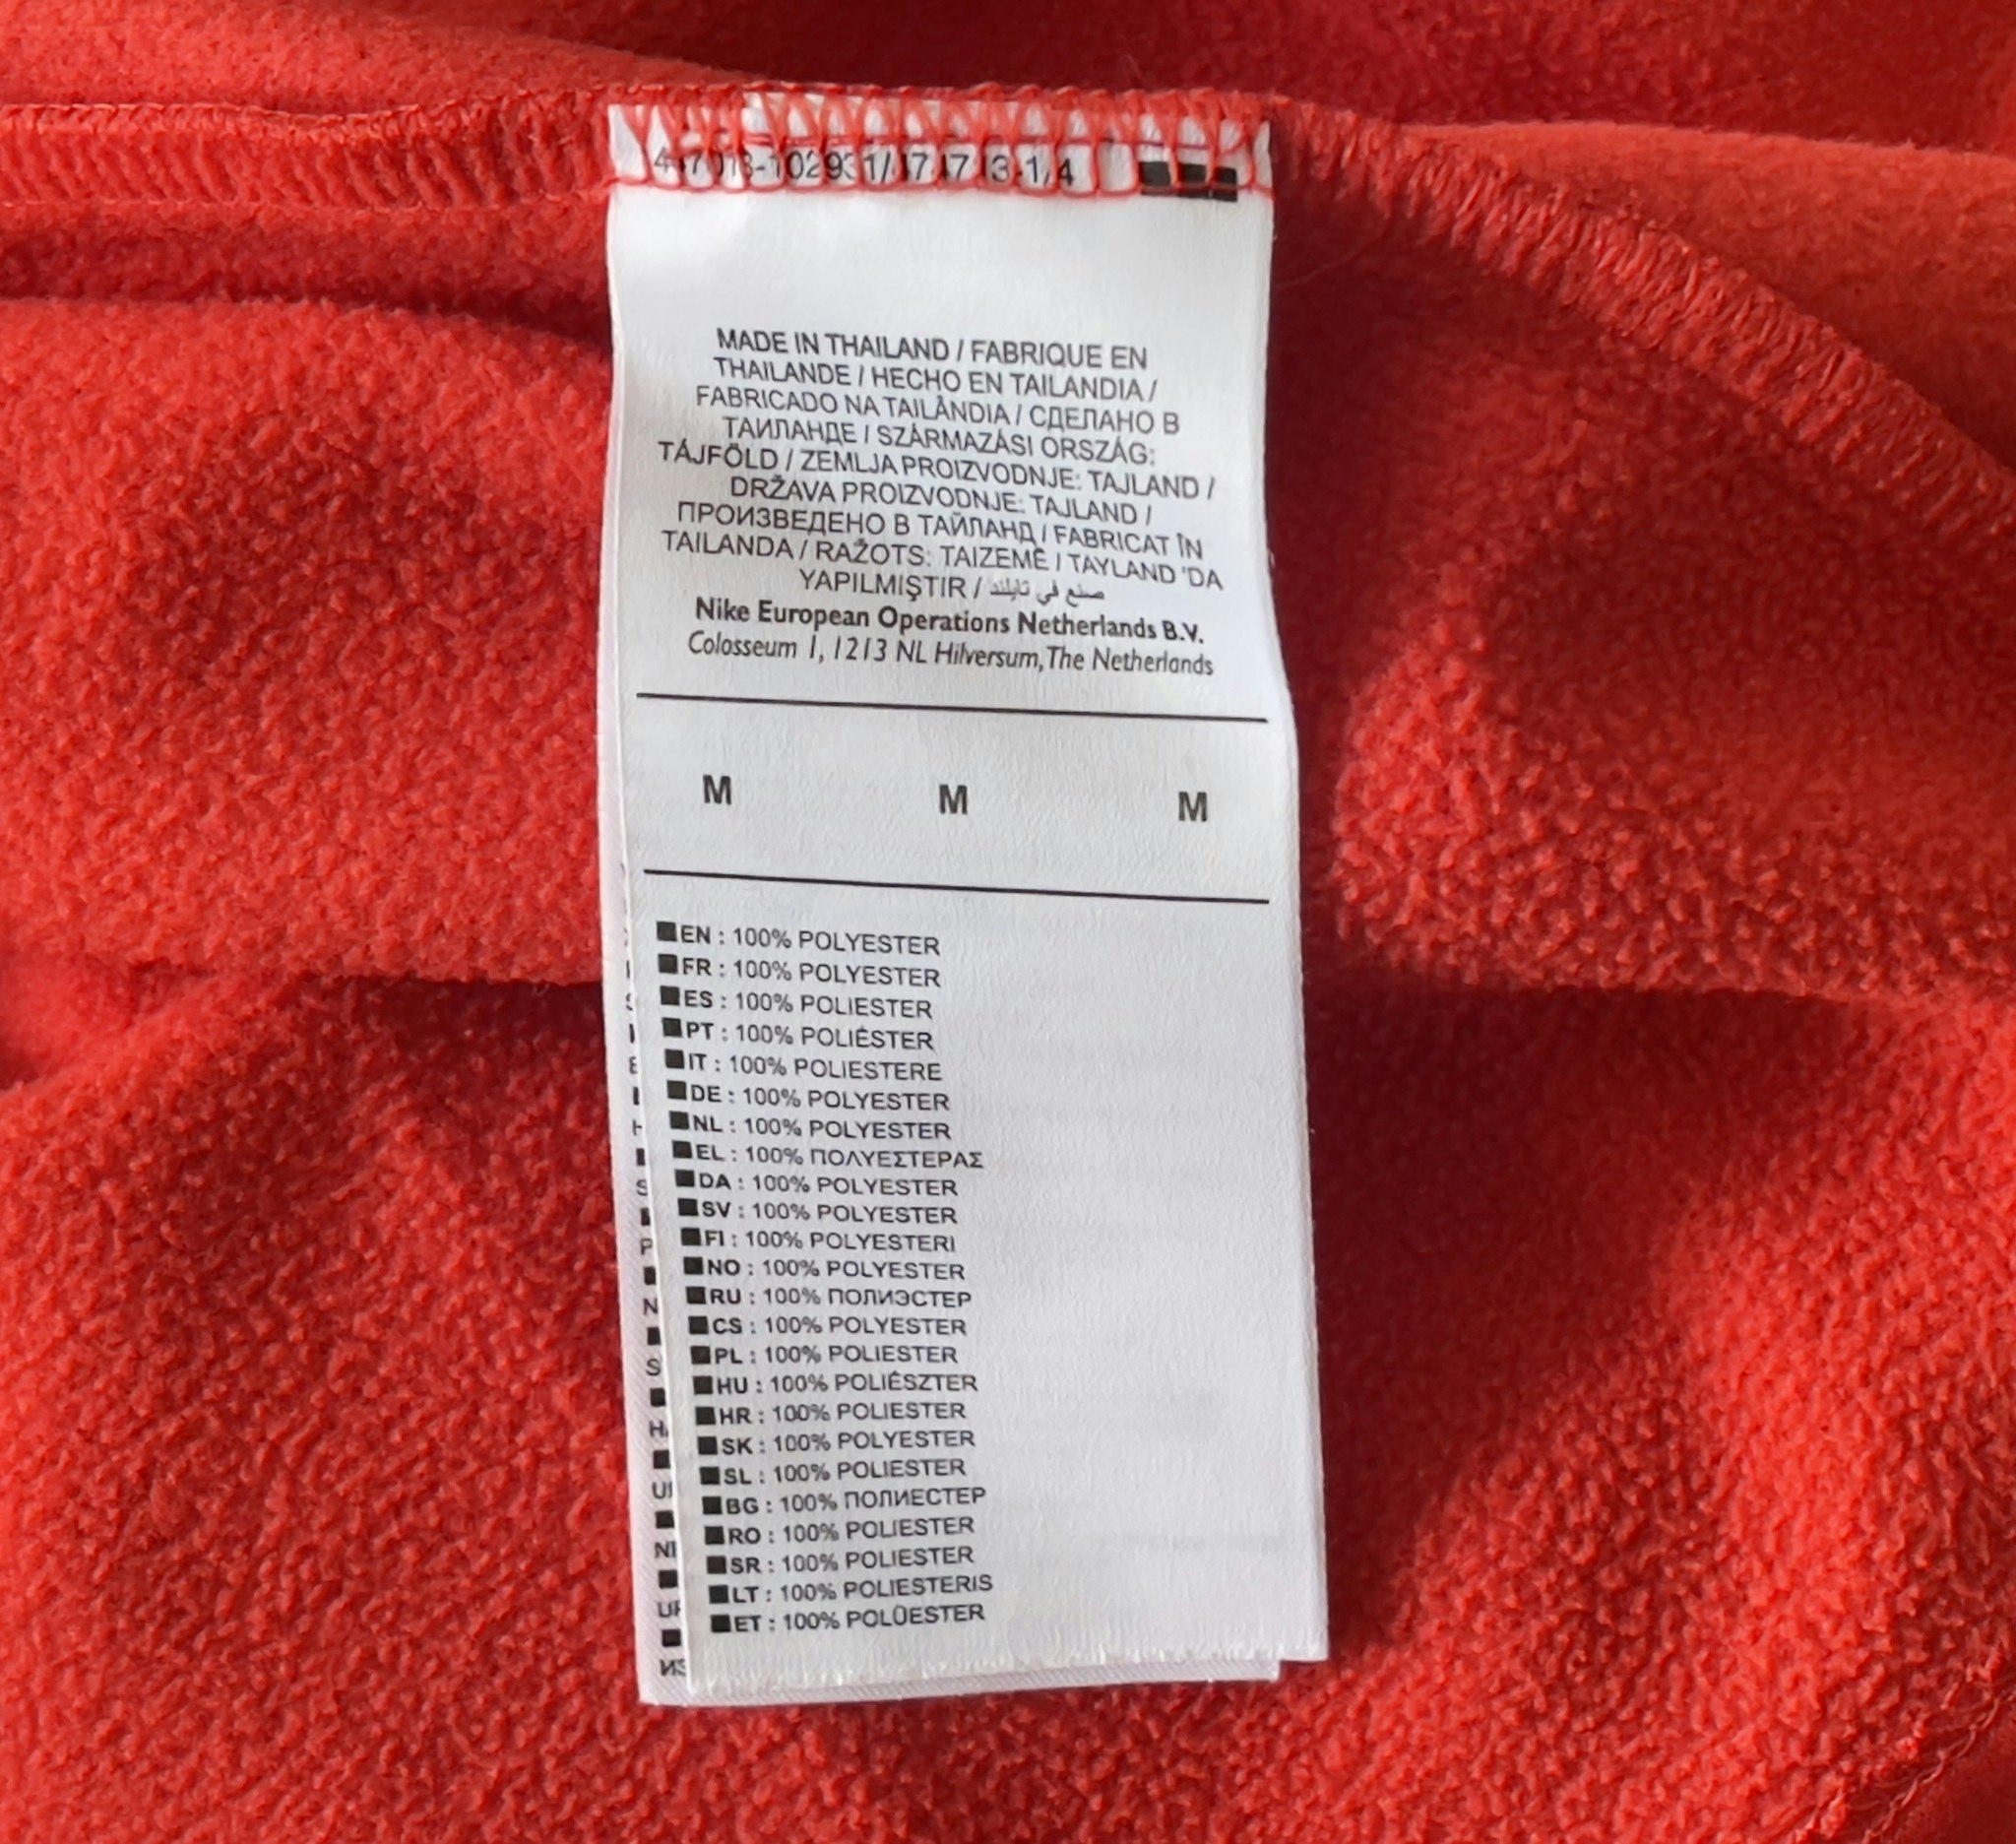 MADE IN THAILAND / FABRIQUE EN
THAILANDE / HECHO EN TAILANDIA /
FABRICADO NA TAILÂNDIA / СДЕЛАНО В
ТАИЛАНДЕ / SZÁRMAZÁSI ORSZÁG:
TÁJFÖLD / ZEMLJA PROIZVODNJE: TAJLAND /
DRŽAVA PROIZVODNJE: TAJLAND /
ПРОИЗВЕДЕНО В ТАЙЛАНД / FABRICAT ÎN
TAILANDA / RAŽOTS: TAIZEMĒ / TAYLAND 'DA
YAPILMIŞTIR / صنع في تايلند
Nike European Operations Netherlands B.V.
Colosseum 1, 1213 NL Hilversum, The Netherlands
M M M
EN : 100% POLYESTER
FR : 100% POLYESTER
ES : 100% POLIESTER
PT : 100% POLIÉSTER
IT : 100% POLIESTERE
DE : 100% POLYESTER
NL : 100% POLYESTER
EL : 100% ΠΟΛΥΕΣΤΕΡΑΣ
DA : 100% POLYESTER
SV : 100% POLYESTER
FI : 100% POLYESTERI
NO : 100% POLYESTER
RU : 100% ПОЛИЭСТЕР
CS : 100% POLYESTER
PL : 100% POLIESTER
HU : 100% POLIÉSZTER
HR : 100% POLIESTER
SK : 100% POLYESTER
SL : 100% POLIESTER
BG : 100% ПОЛИЕСТЕР
RO : 100% POLIESTER
SR : 100% POLIESTER
LT : 100% POLIESTERIS
ET : 100% POLÜESTER